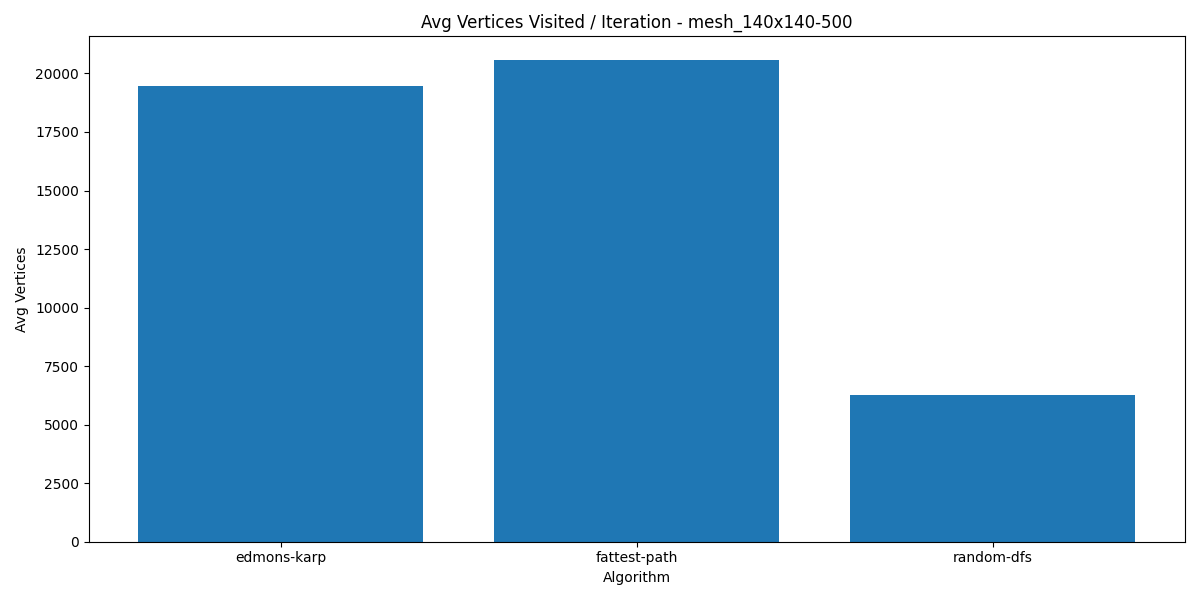 Avg Vertices Visited / Iteration - mesh_140x140-500
Avg Vertices
20000
17500
15000
12500
10000
7500
5000
2500
0
edmons-karp
fattest-path
random-dfs
Algorithm